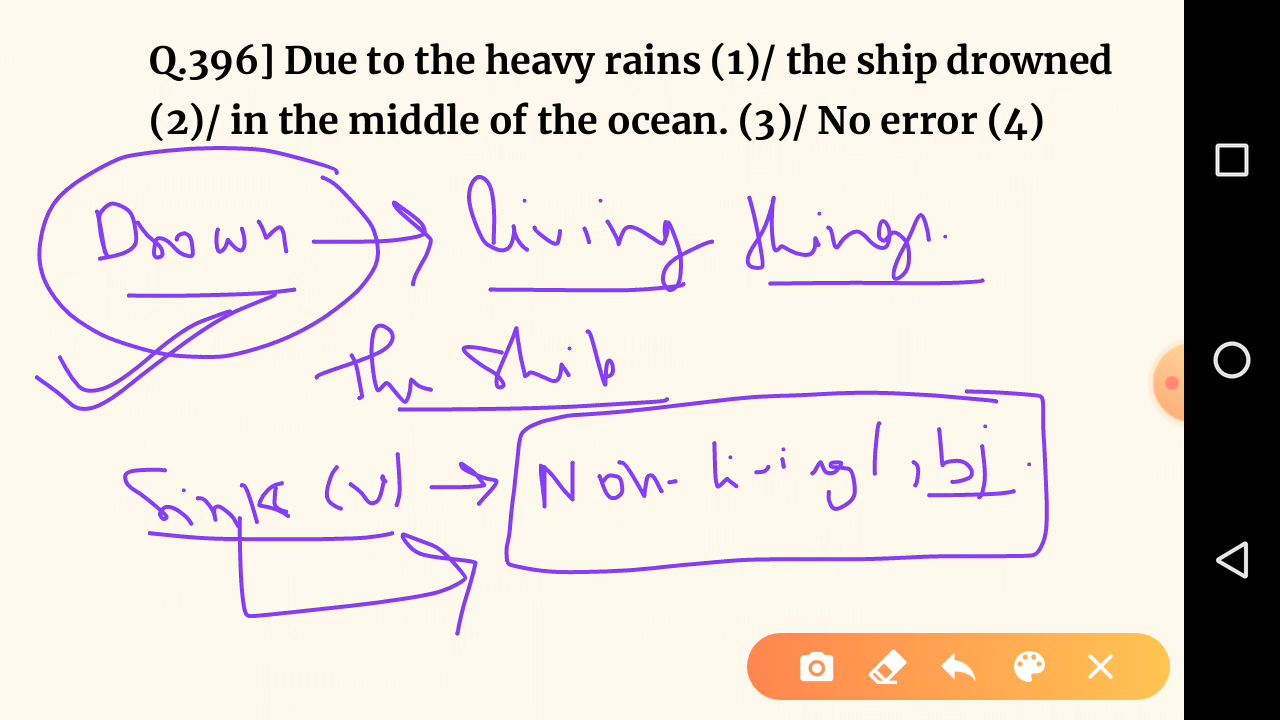 Q.396] Due to the heavy rains (1)/ the ship drowned
(2)/ in the middle of the ocean. (3)/ No error (4)
Drown → living things.
the ship
Sink (v) → Non-living